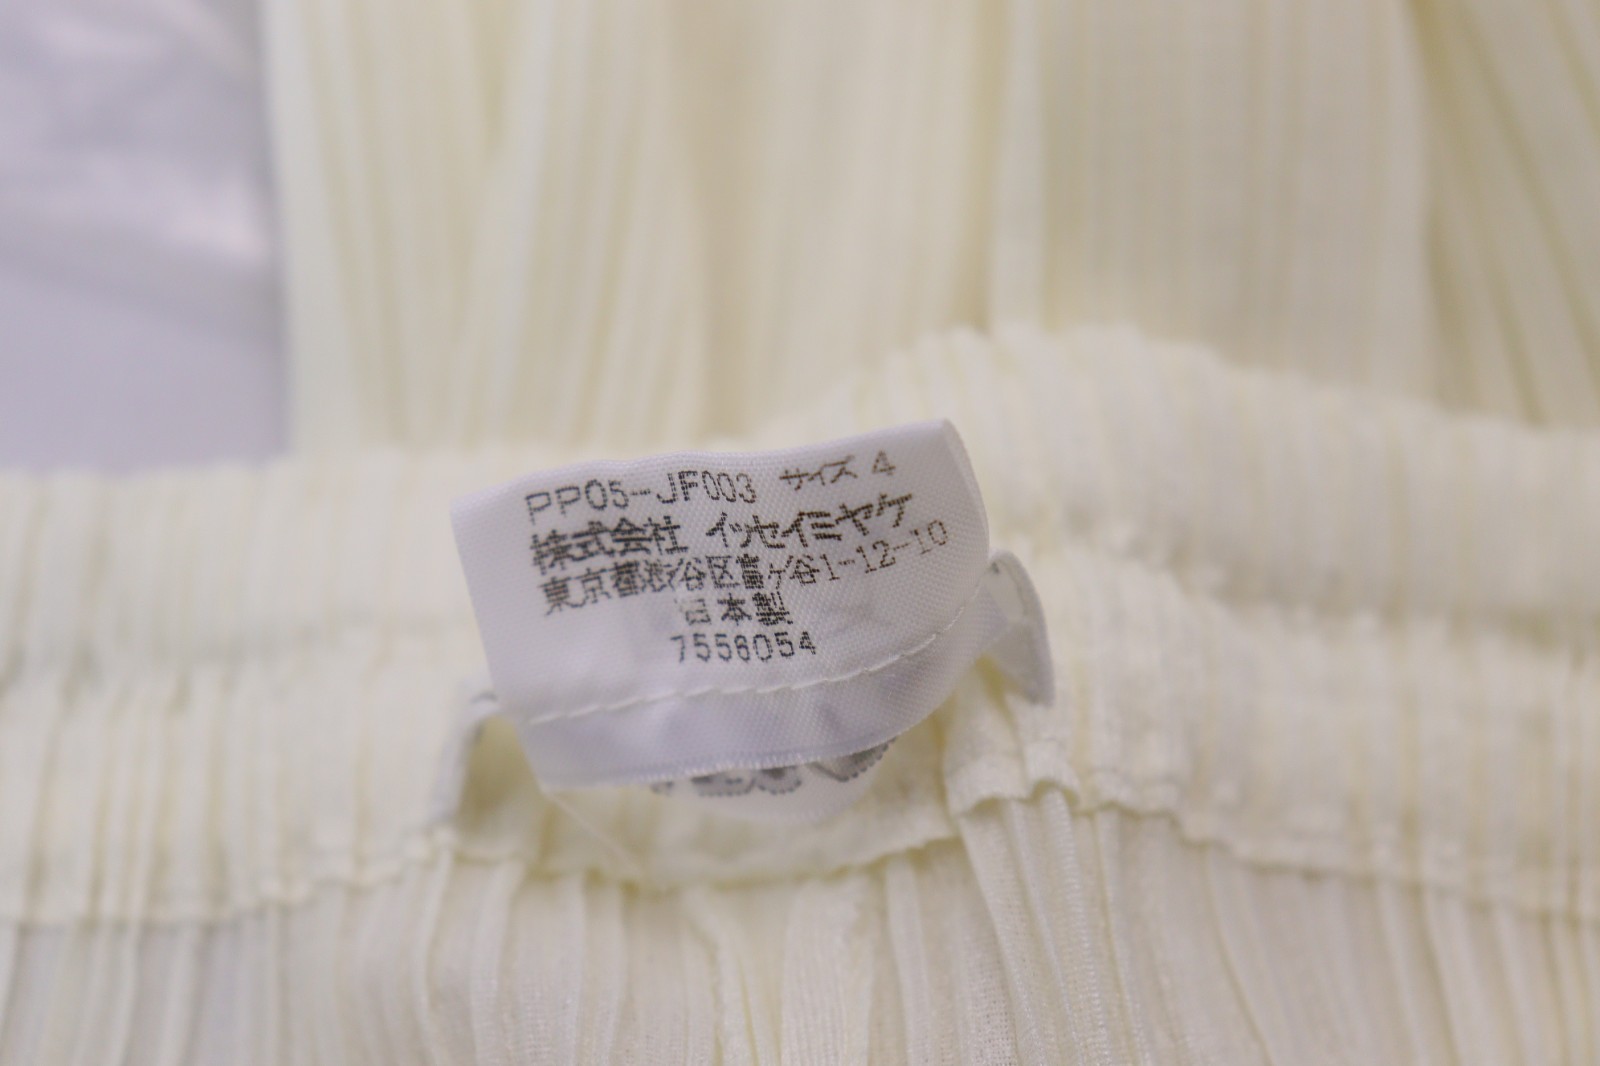 PP05-JF003 サイズ 4
株式会社 イッセイミヤケ
東京都渋谷区富ヶ谷1-12-10
日本製
7556054